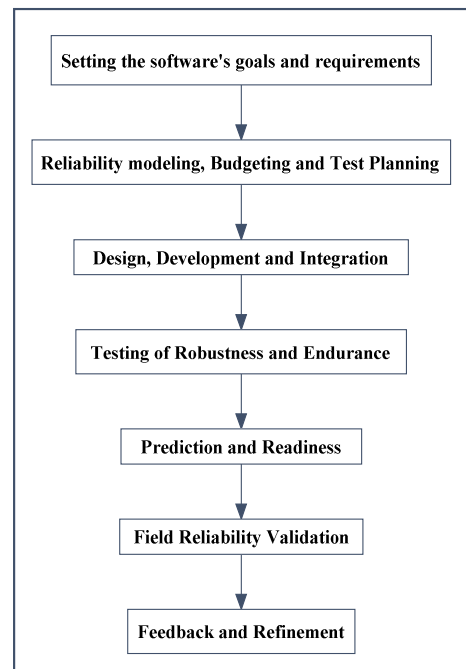 Setting the software's goals and requirements
Reliability modeling, Budgeting and Test Planning
Design, Development and Integration
Testing of Robustness and Endurance
Prediction and Readiness
Field Reliability Validation
Feedback and Refinement